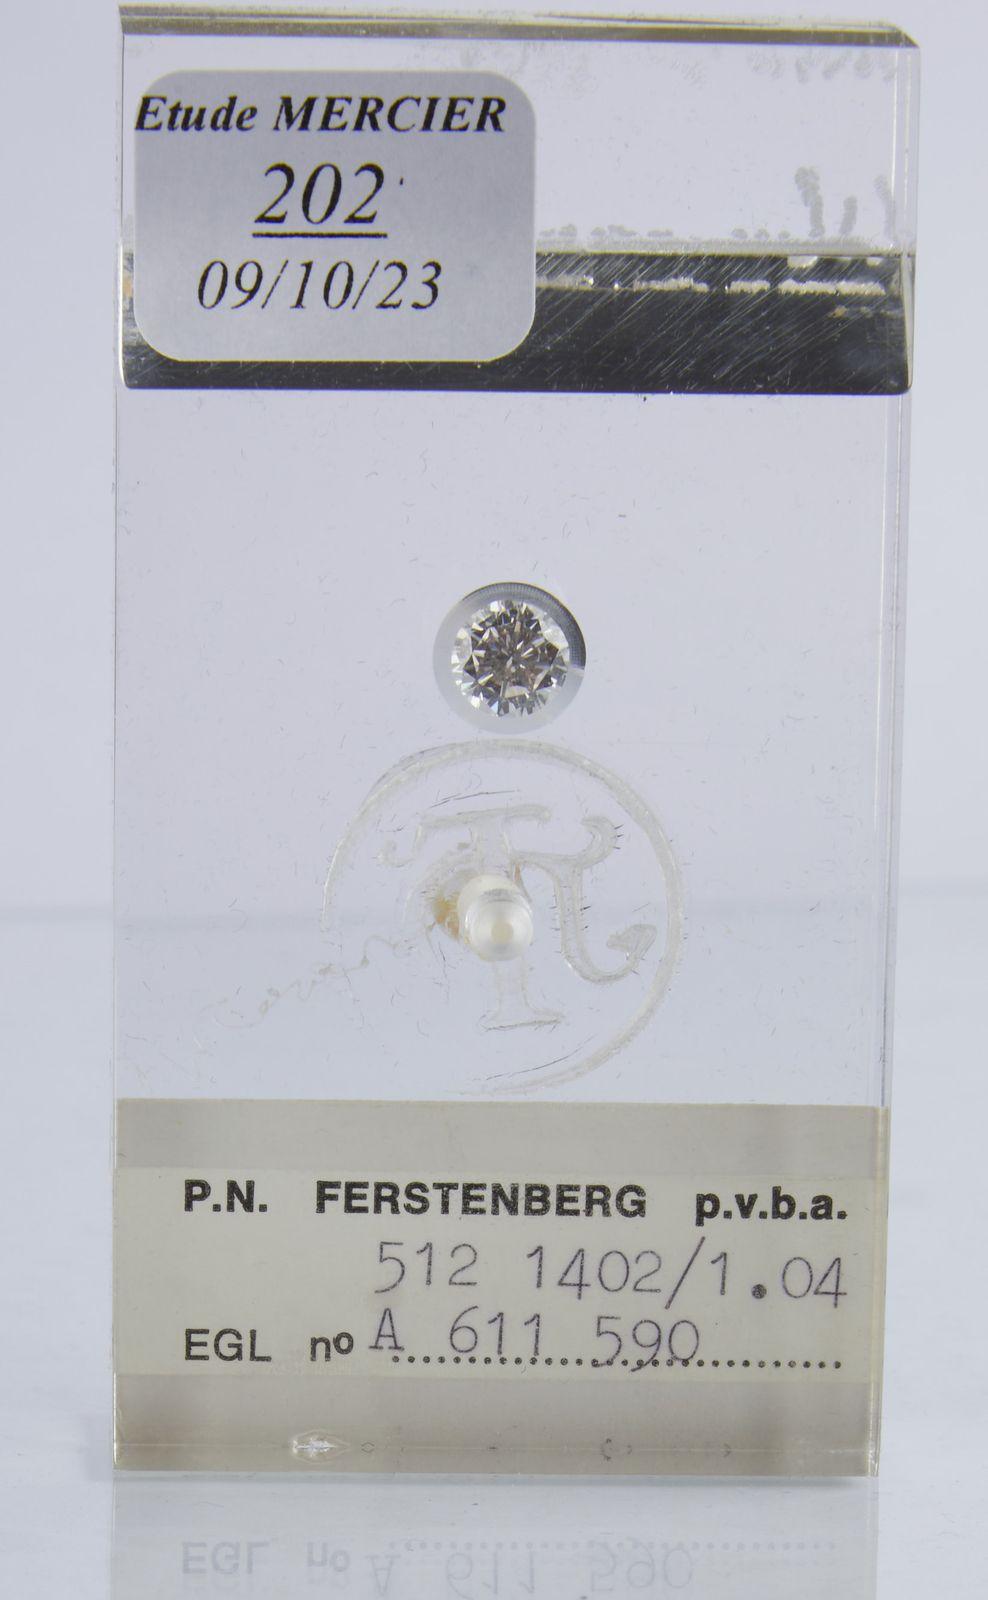 Etude MERCIER
202
09/10/23
P.N. FERSTENBERG p.v.b.a.
512 1402/1.04
EGL nº A 611 590